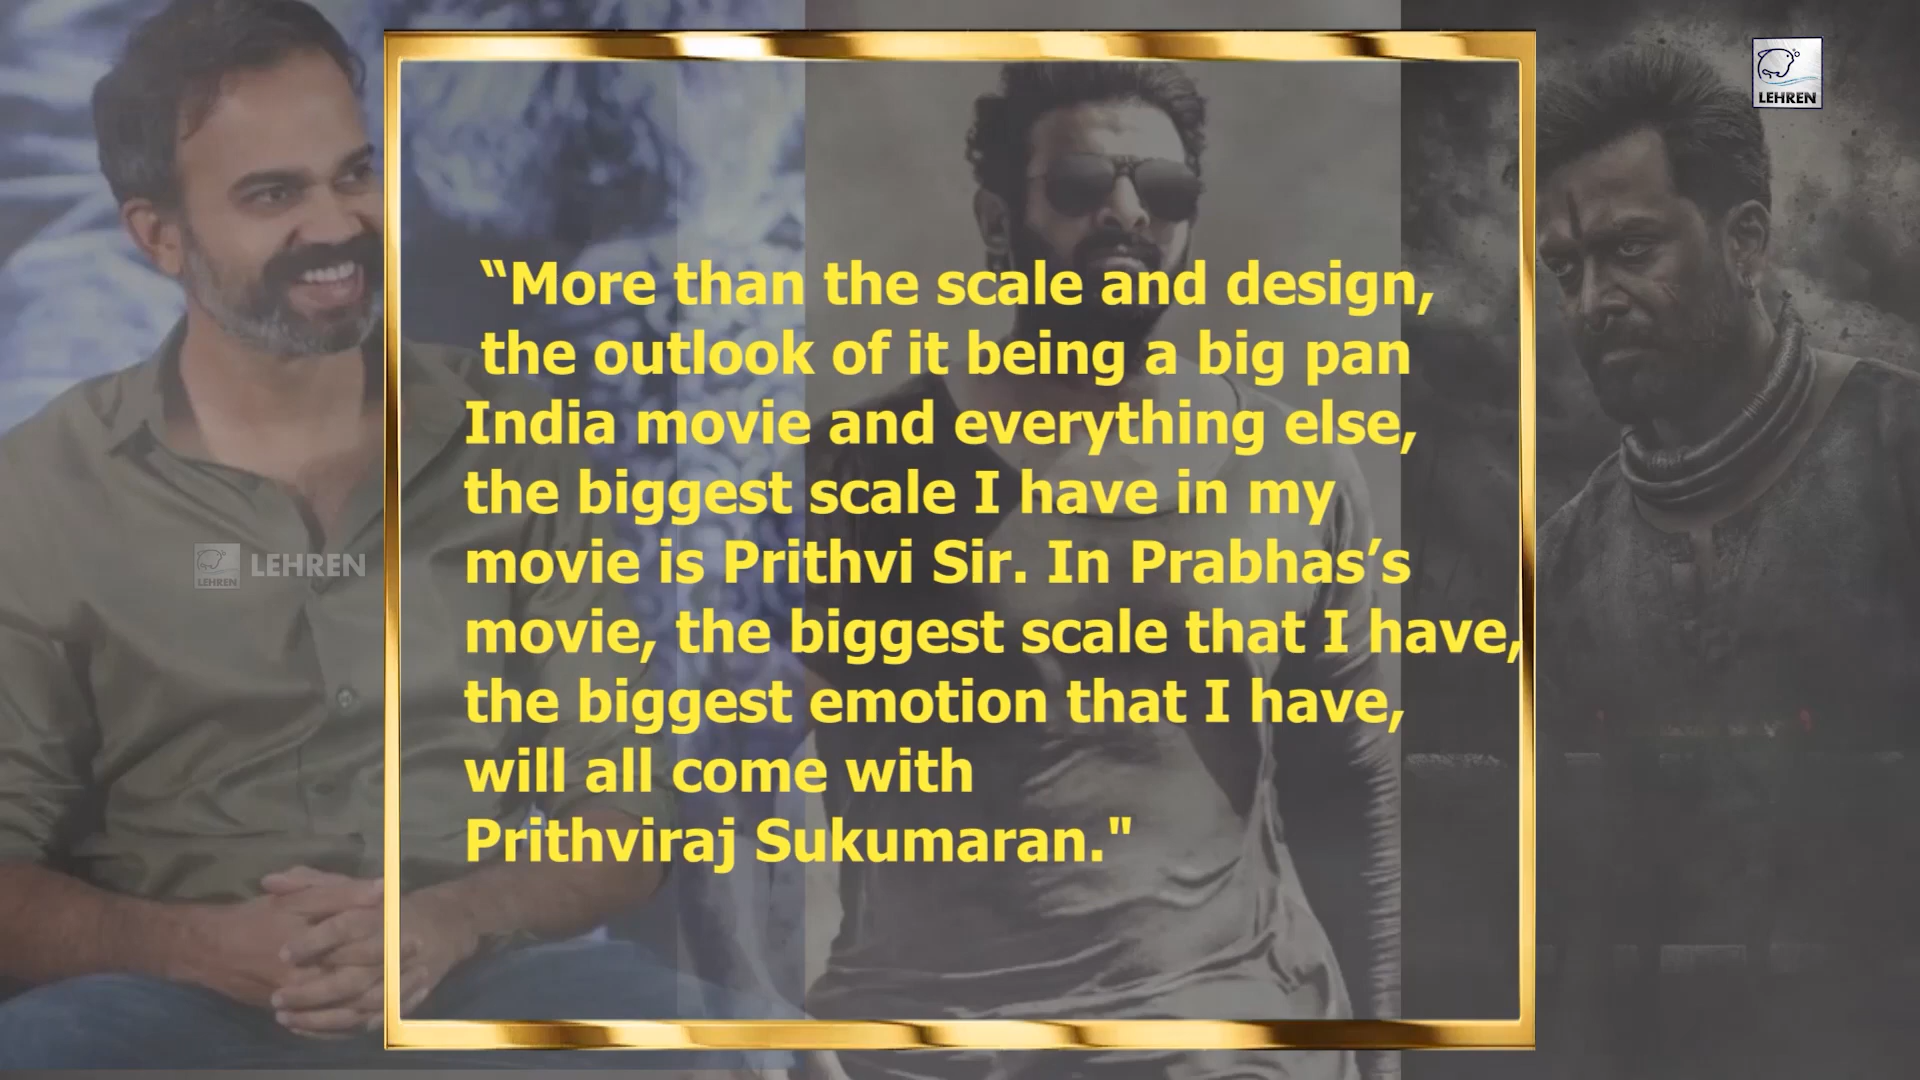 LEHREN
“More than the scale and design,
the outlook of it being a big pan
India movie and everything else,
the biggest scale I have in my
movie is Prithvi Sir. In Prabhas’s
LEHREN LEHREN
movie, the biggest scale that I have,
the biggest emotion that I have,
will all come with
Prithviraj Sukumaran."